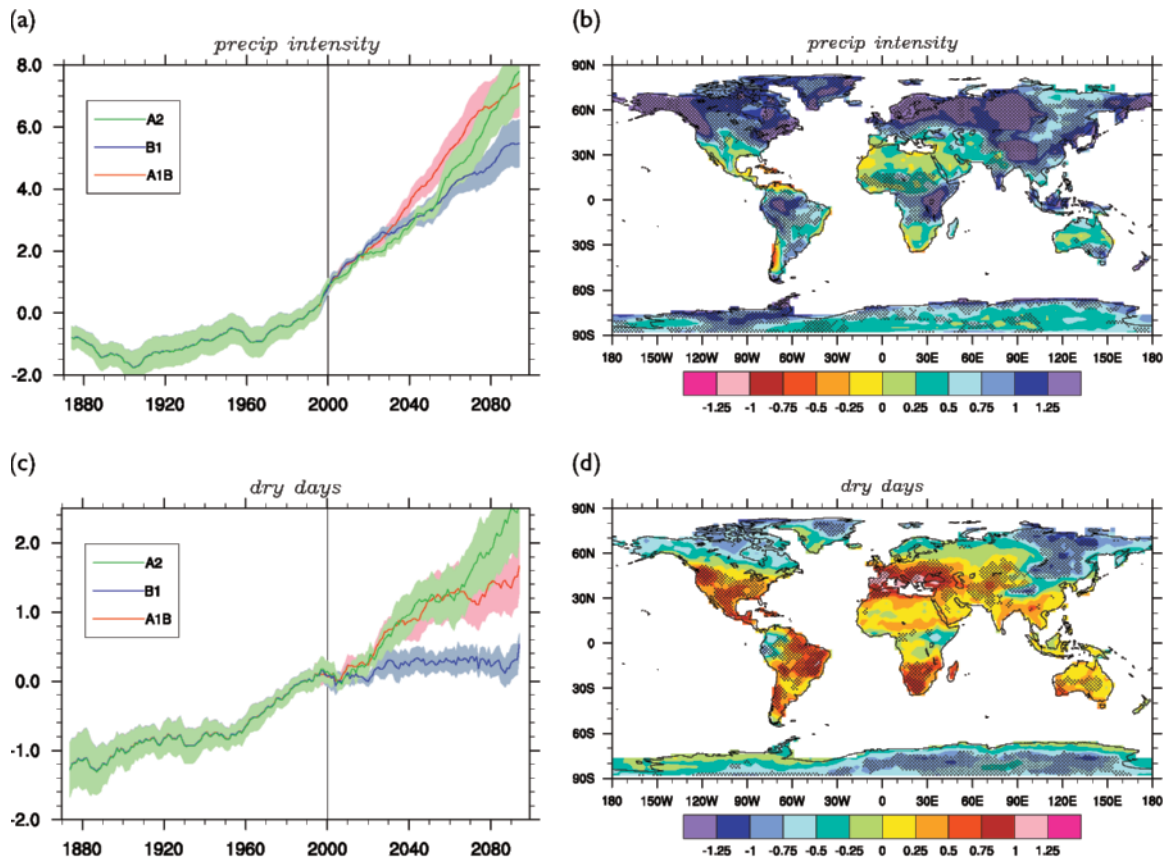 (a)
precip intensity
8.0
6.0
4.0
2.0
0.0
-2.0
A2
B1
A1B
1880 1920 1960 2000 2040 2080
(b)
precip intensity
90N
60N
30N
0
30S
60S
90S
180 150W 120W 90W 60W 30W 0 30E 60E 90E 120E 150E 180
-1.25 -1 -0.75 -0.5 -0.25 0 0.25 0.5 0.75 1 1.25
(c)
dry days
2.0
1.0
0.0
-1.0
-2.0
A2
B1
A1B
1880 1920 1960 2000 2040 2080
(d)
dry days
90N
60N
30N
0
30S
60S
90S
180 150W 120W 90W 60W 30W 0 30E 60E 90E 120E 150E 180
-1.25 -1 -0.75 -0.5 -0.25 0 0.25 0.5 0.75 1 1.25